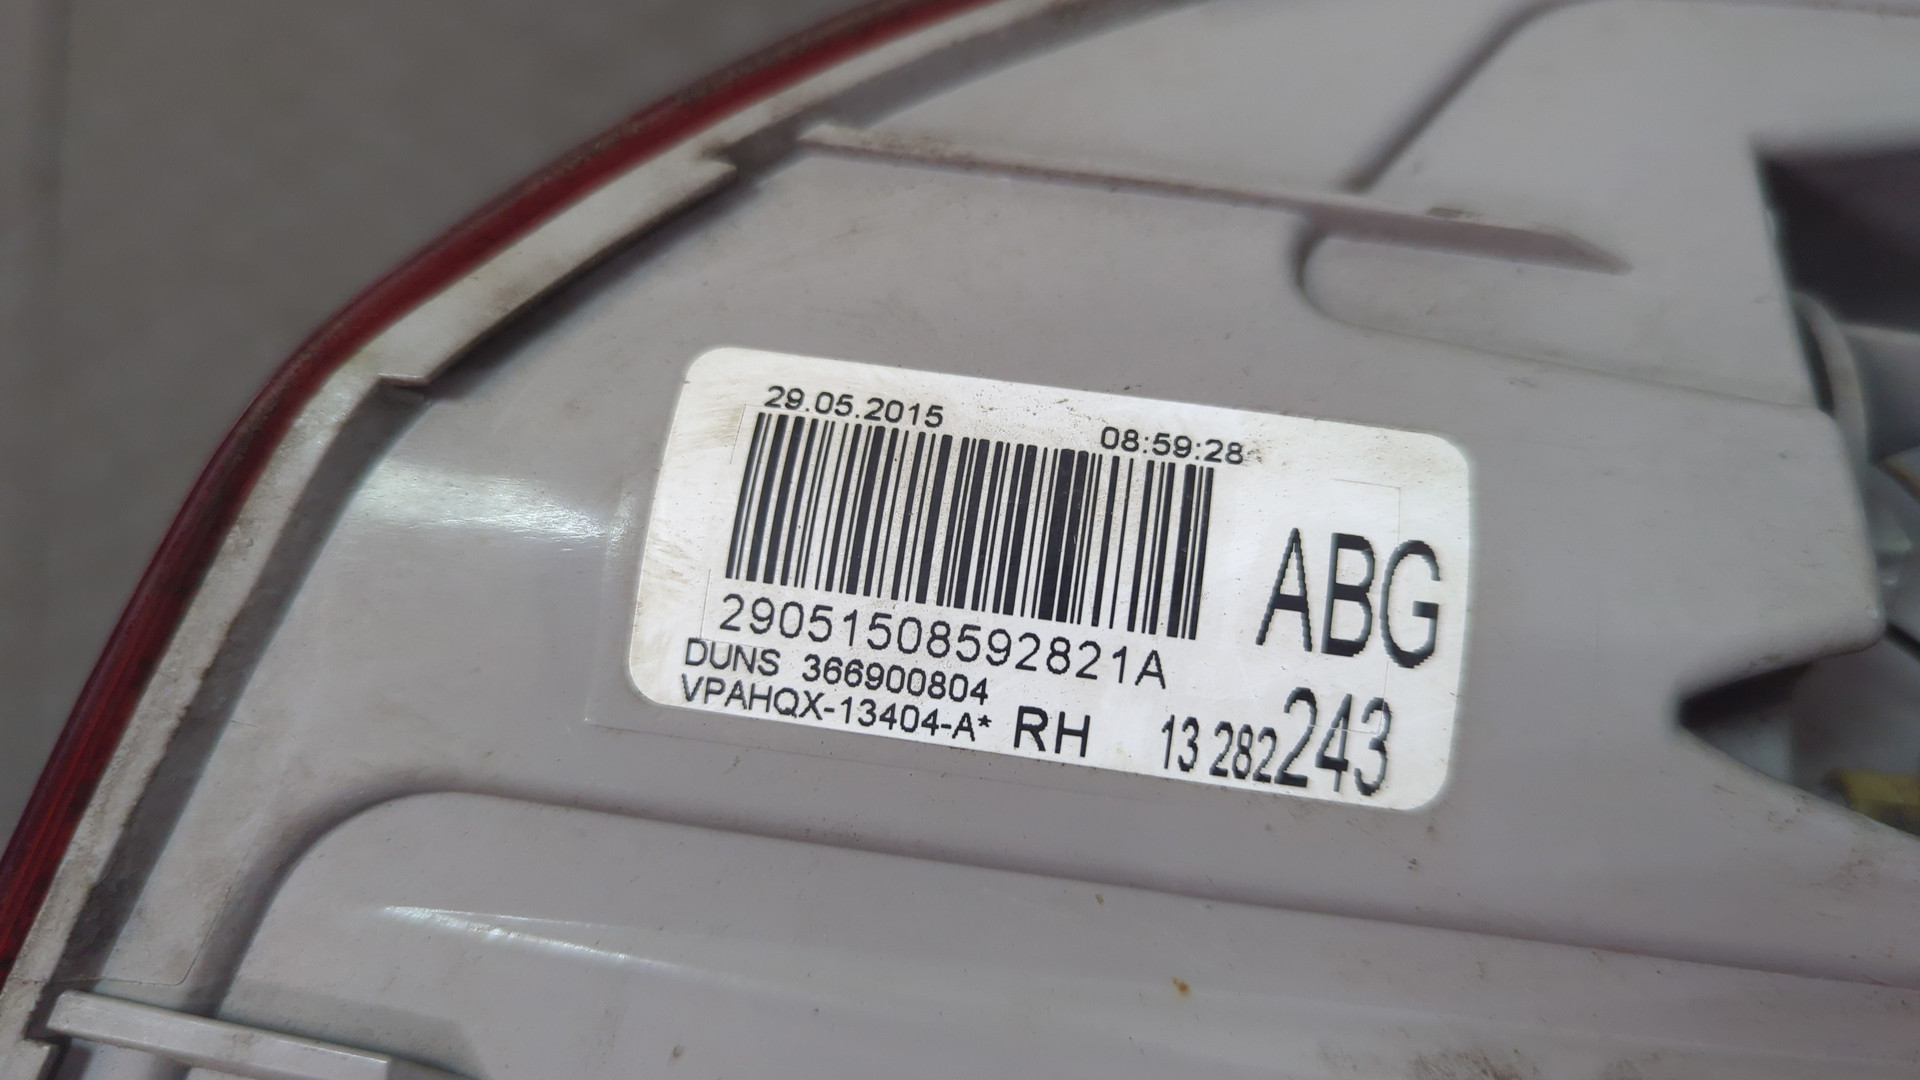 29.05.2015
08:59:28
29051508592821A
ABG
DUNS 366900804
VPAHQX-13404-A* RH 13 282 243